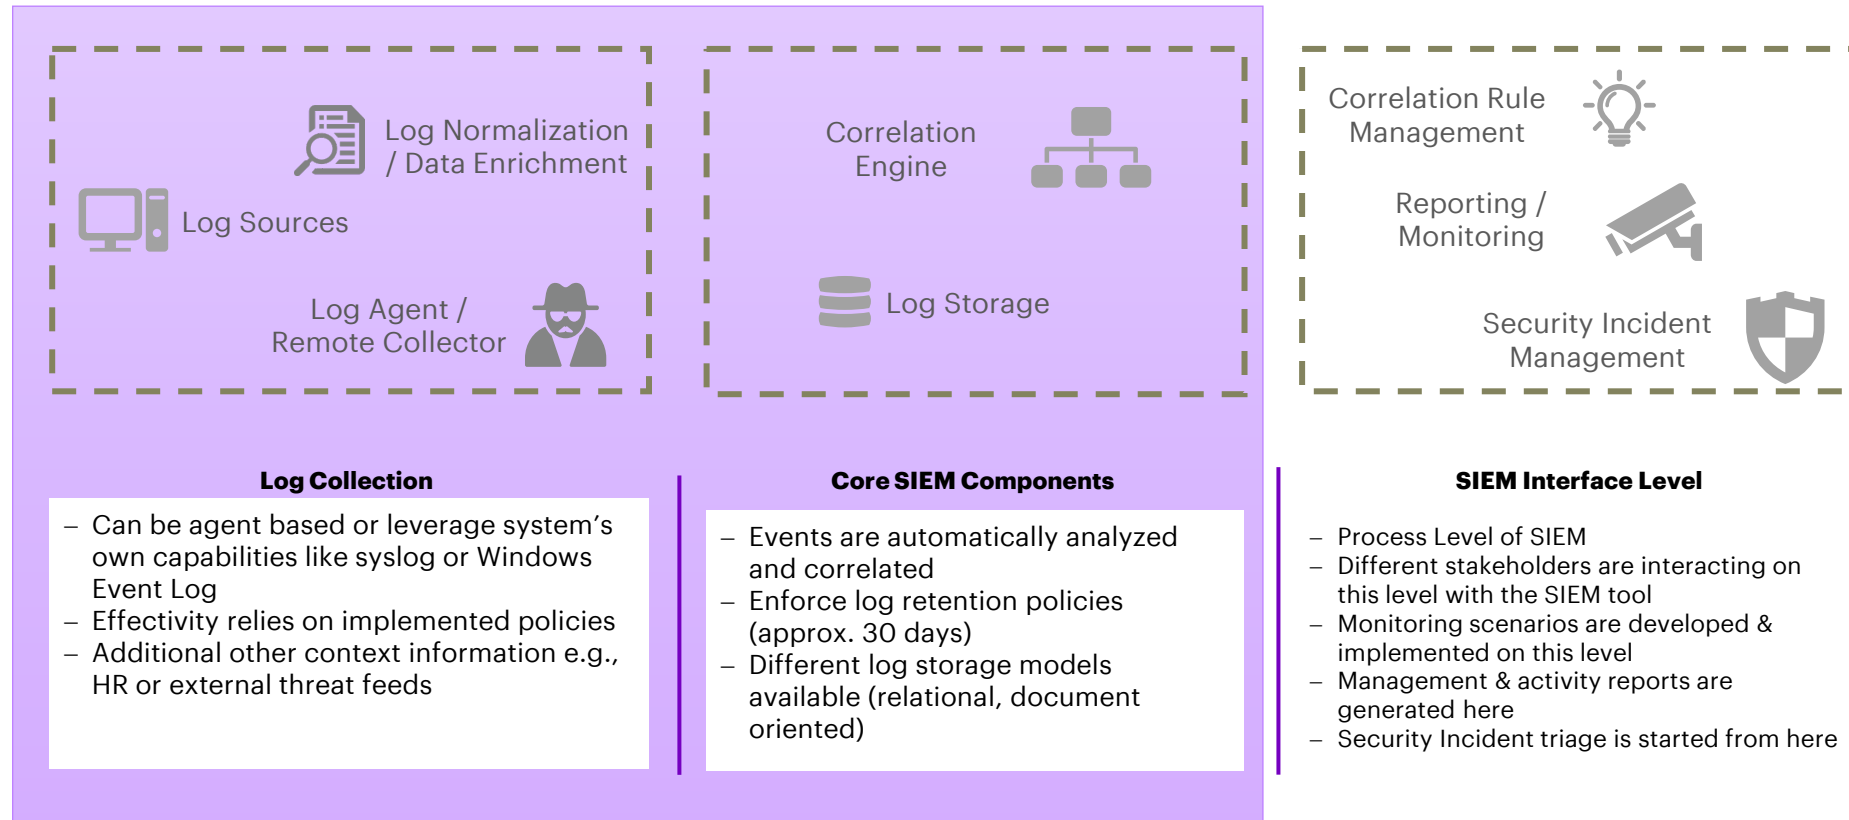 Log Normalization
/ Data Enrichment
Log Sources
Log Agent /
Remote Collector
Correlation
Engine
Log Storage
Correlation Rule
Management
Reporting /
Monitoring
Security Incident
Management
Log Collection
– Can be agent based or leverage system’s
own capabilities like syslog or Windows
Event Log
– Effectivity relies on implemented policies
– Additional other context information e.g.,
HR or external threat feeds
Core SIEM Components
– Events are automatically analyzed
and correlated
– Enforce log retention policies
(approx. 30 days)
– Different log storage models
available (relational, document
oriented)
SIEM Interface Level
– Process Level of SIEM
– Different stakeholders are interacting on
this level with the SIEM tool
– Monitoring scenarios are developed &
implemented on this level
– Management & activity reports are
generated here
– Security Incident triage is started from here